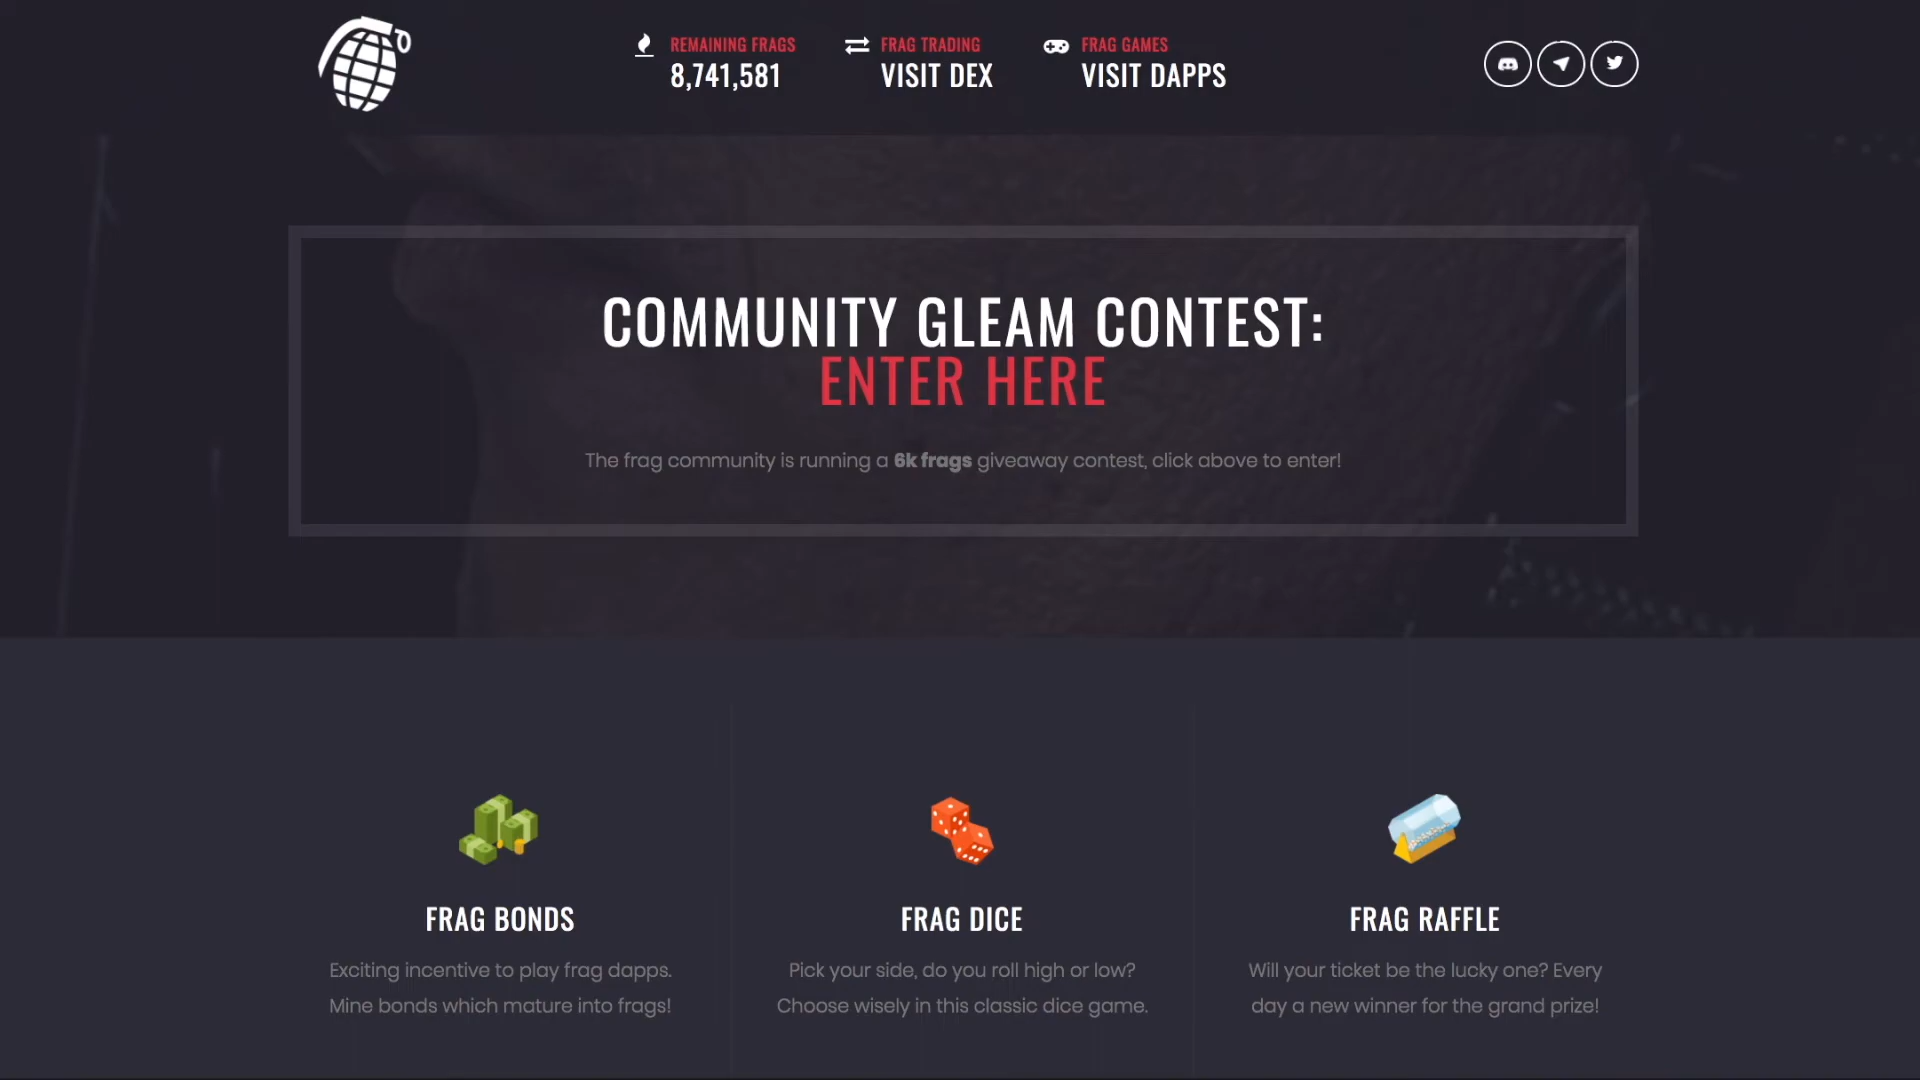 REMAINING FRAGS
8,741,581
FRAG TRADING
VISIT DEX
FRAG GAMES
VISIT DAPPS
COMMUNITY GLEAM CONTEST:
ENTER HERE
The frag community is running a 6k frags giveaway contest, click above to enter!
FRAG BONDS
Exciting incentive to play frag dapps.
Mine bonds which mature into frags!
FRAG DICE
Pick your side, do you roll high or low?
Choose wisely in this classic dice game.
FRAG RAFFLE
Will your ticket be the lucky one? Every
day a new winner for the grand prize!